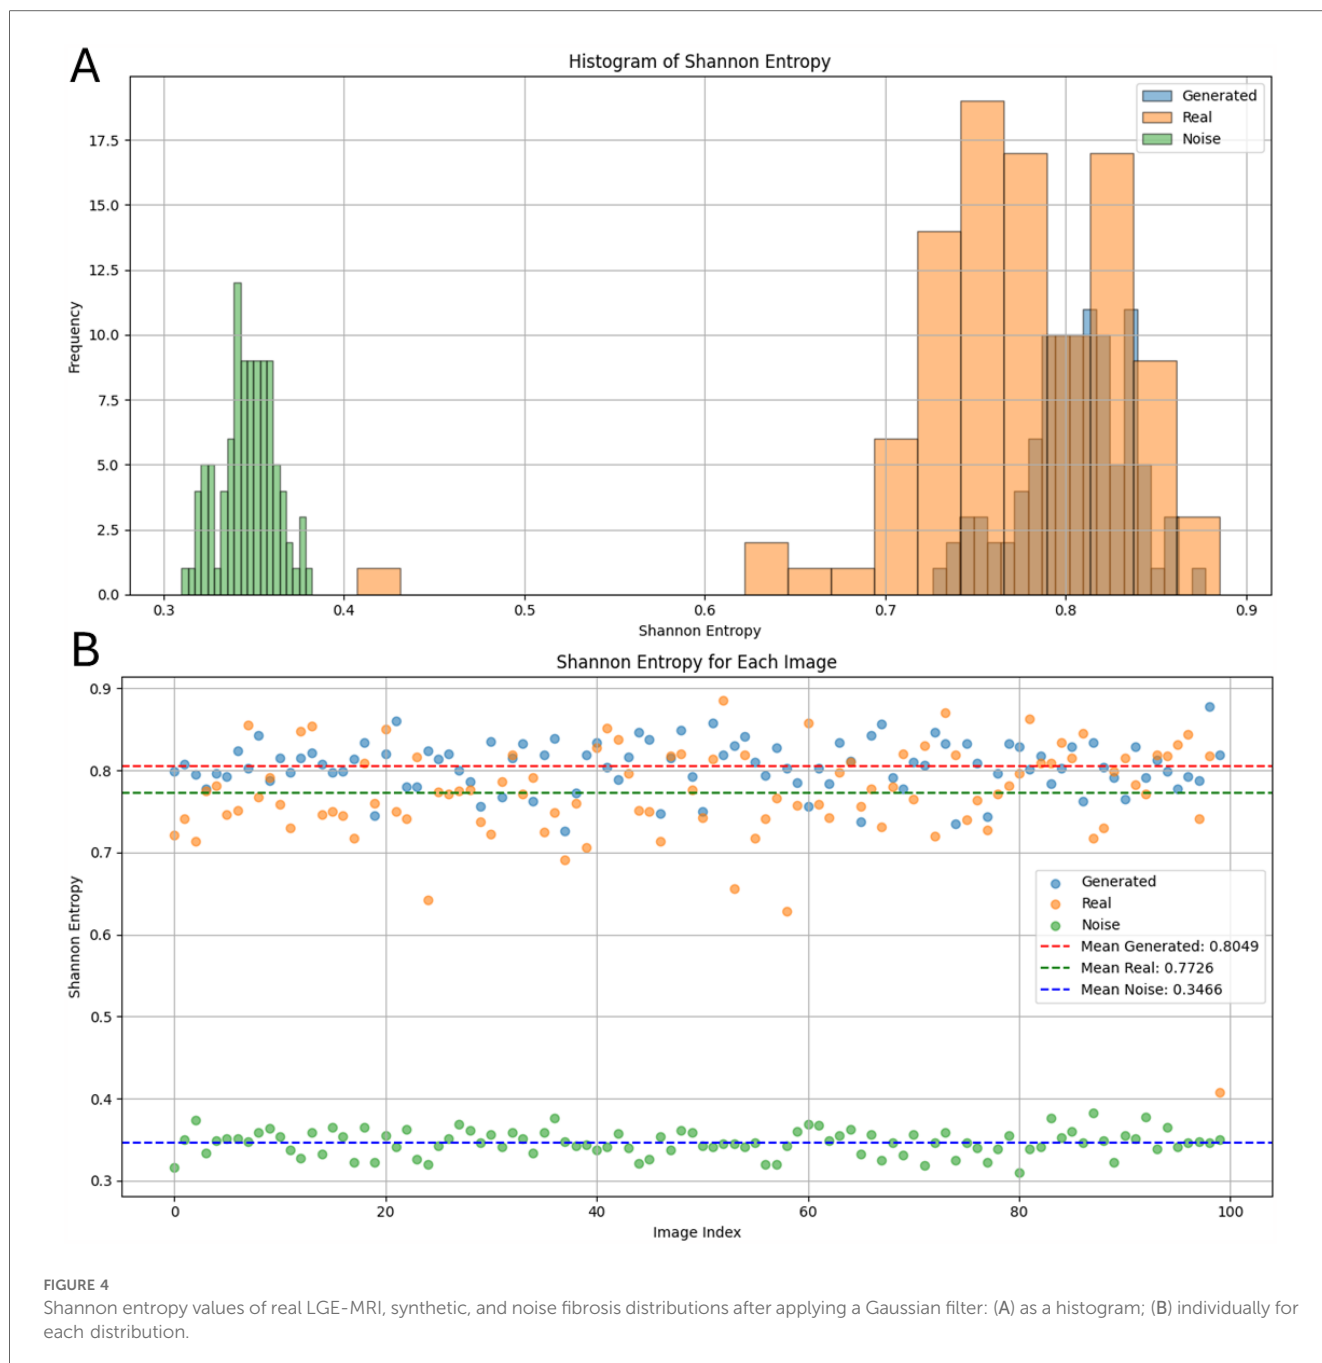 A
Histogram of Shannon Entropy
Generated
Real
Noise
17.5
15.0
12.5
10.0
7.5
5.0
2.5
0.0
Frequency
0.3 0.4 0.5 0.6 0.7 0.8 0.9
Shannon Entropy
B
Shannon Entropy for Each Image
0.9
0.8
0.7
0.6
0.5
0.4
0.3
Shannon Entropy
Generated
Real
Noise
Mean Generated: 0.8049
Mean Real: 0.7726
Mean Noise: 0.3466
0 20 40 60 80 100
Image Index
FIGURE 4
Shannon entropy values of real LGE-MRI, synthetic, and noise fibrosis distributions after applying a Gaussian filter: (A) as a histogram; (B) individually for
each distribution.